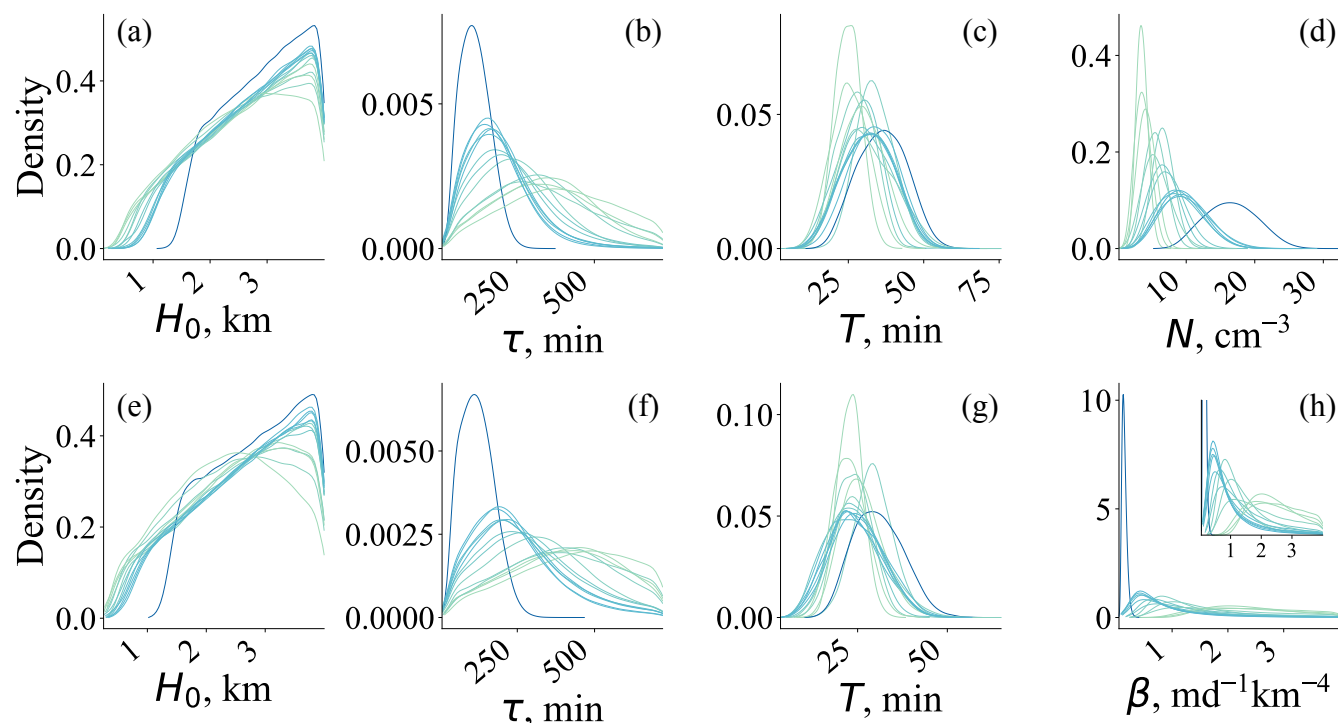 (a) (b) (c) (d)
Density
0.4
0.2
0.0
1 2 3
H₀, km
0.005
0.000
250 500
τ, min
0.05
0.00
25 50 75
T, min
0.4
0.2
0.0
10 20 30
N, cm⁻³
(e) (f) (g) (h)
Density
0.4
0.2
0.0
1 2 3
H₀, km
0.0050
0.0025
0.0000
250 500
τ, min
0.10
0.05
0.00
25 50
T, min
10
5
0
1 2 3
1 2 3
β, md⁻¹km⁻⁴